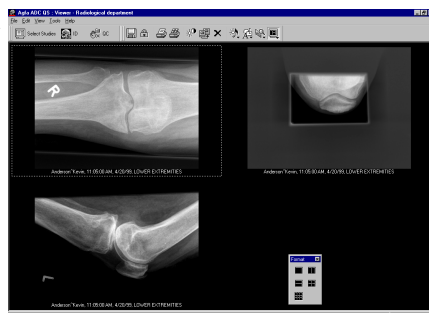 Agfa ADC QS : Viewer - Radiological department
File Edit View Tools Help
Select Studies ID QC
R
Anderson^Kevin, 11:05:00 AM, 4/20/99, LOWER EXTREMITIES
Anderson^Kevin, 11:05:00 AM, 4/20/99, LOWER EXTREMITIES
L
Anderson^Kevin, 11:05:00 AM, 4/20/99, LOWER EXTREMITIES
Format